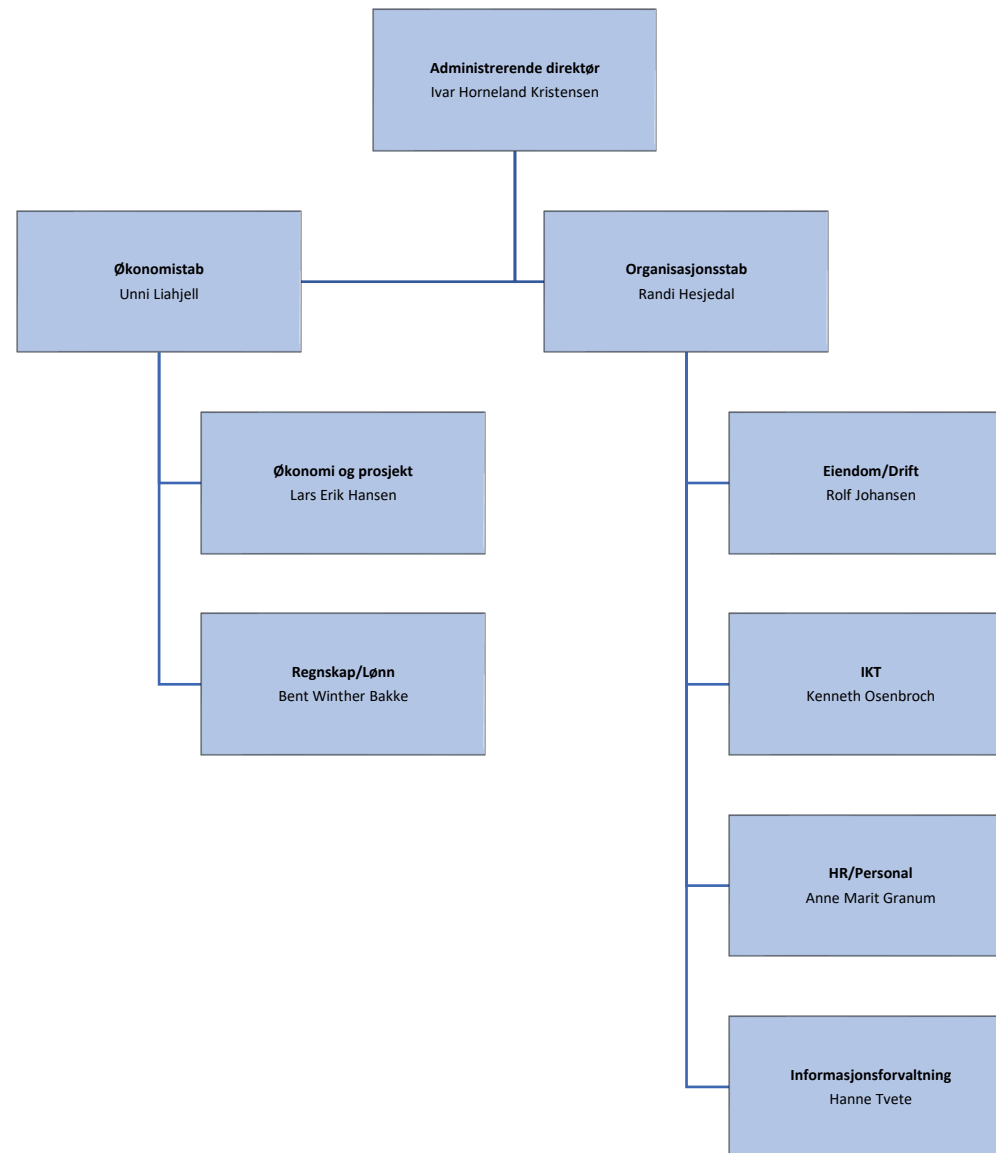 Administrerende direktør
Ivar Horneland Kristensen
Økonomistab
Unni Liahjell
Organisasjonsstab
Randi Hesjedal
Økonomi og prosjekt
Lars Erik Hansen
Eiendom/Drift
Rolf Johansen
Regnskap/Lønn
Bent Winther Bakke
IKT
Kenneth Osenbroch
HR/Personal
Anne Marit Granum
Informasjonsforvaltning
Hanne Tvete